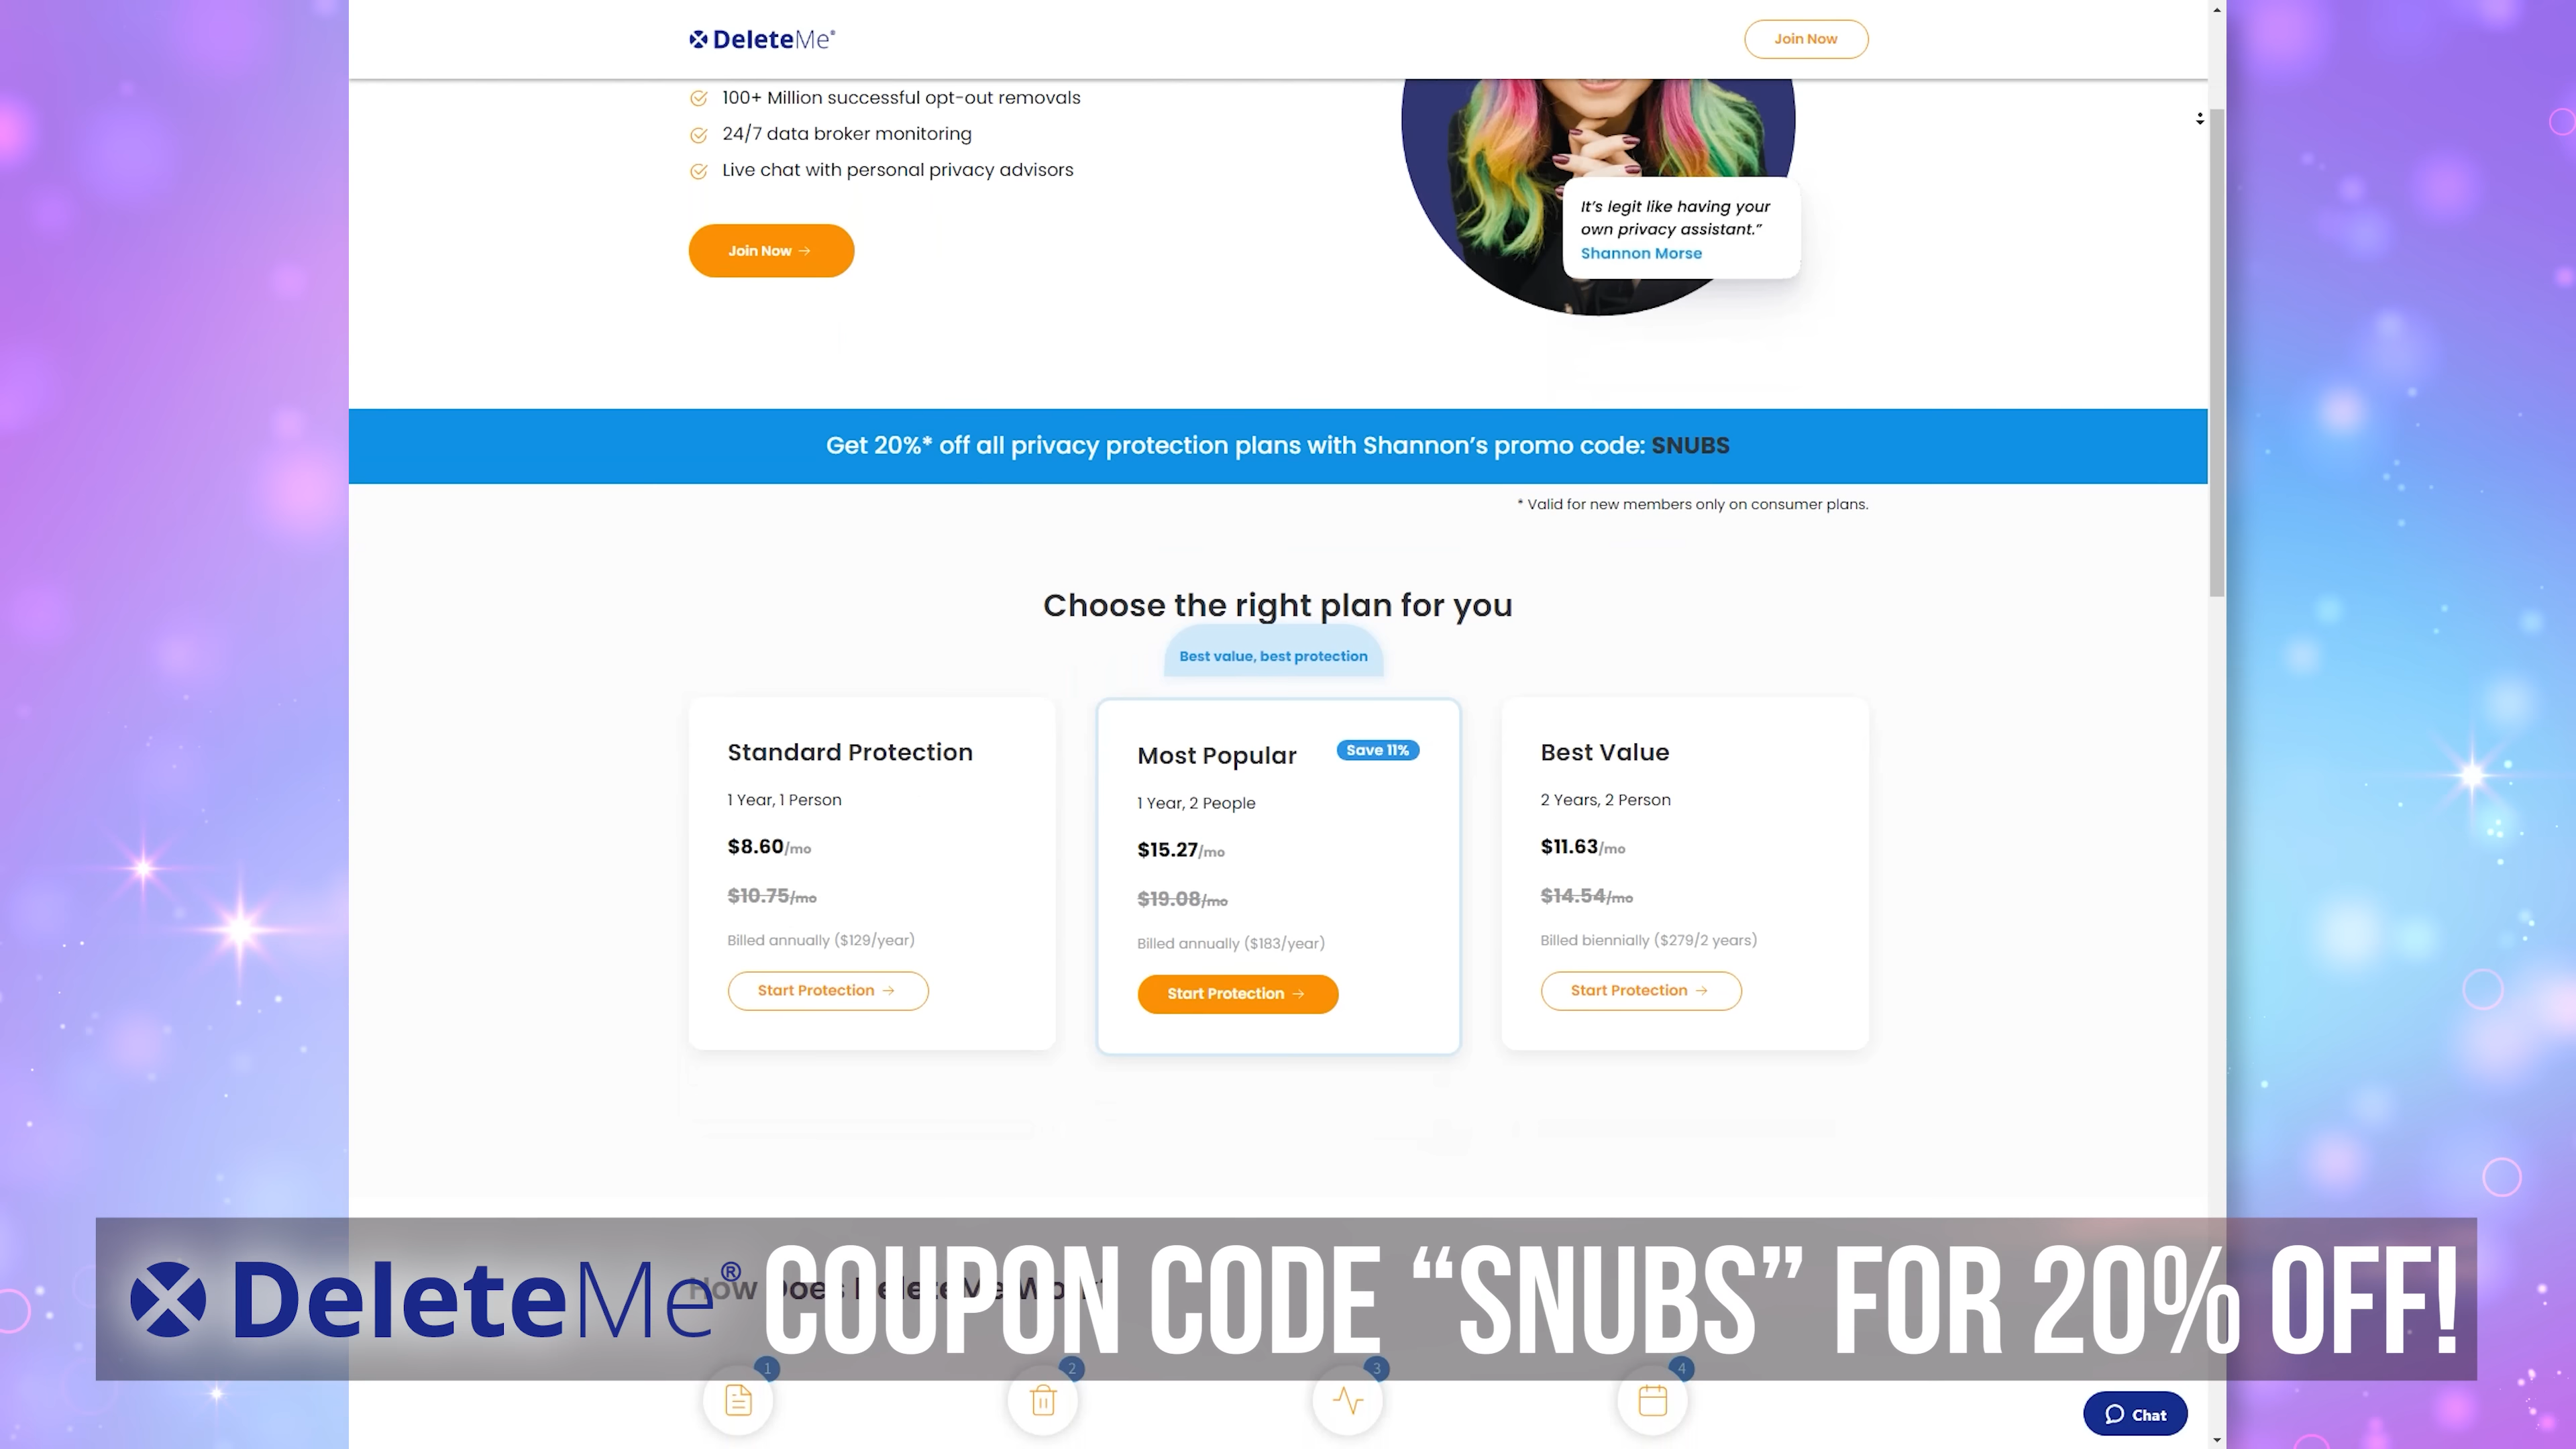 DeleteMe®
Join Now
100+ Million successful opt-out removals
24/7 data broker monitoring
Live chat with personal privacy advisors
Join Now →
It's legit like having your
own privacy assistant.”
Shannon Morse
Get 20%* off all privacy protection plans with Shannon's promo code: SNUBS
* Valid for new members only on consumer plans.
Choose the right plan for you
Best value, best protection
Standard Protection
1 Year, 1 Person
$8.60/mo
$10.75/mo
Billed annually ($129/year)
Start Protection →
Most Popular
Save 11%
1 Year, 2 People
$15.27/mo
$19.08/mo
Billed annually ($183/year)
Start Protection →
Best Value
2 Years, 2 Person
$11.63/mo
$14.54/mo
Billed biennially ($279/2 years)
Start Protection →
How Does DeleteMe Work
DeleteMe® COUPON CODE “SNUBS” FOR 20% OFF!
1
2
3
4
Chat